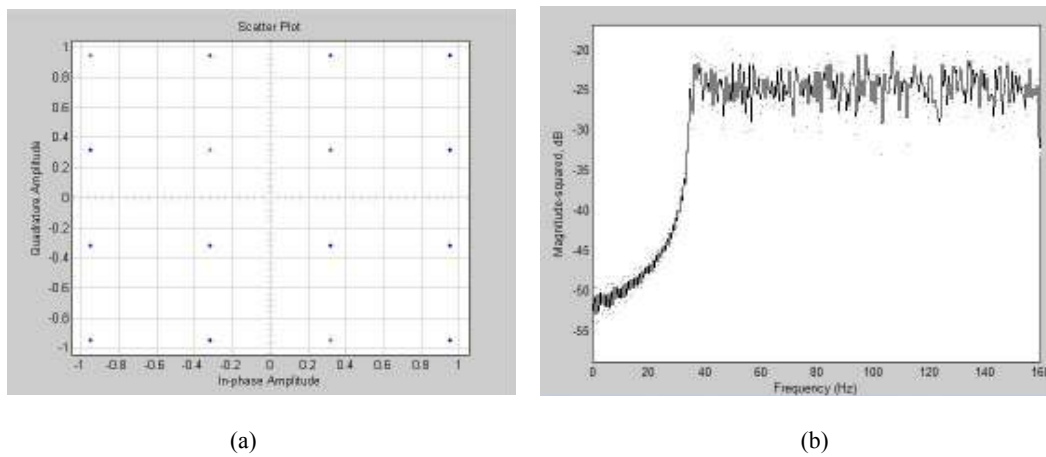 Scatter Plot
1
0.8
0.6
0.4
0.2
0
-0.2
-0.4
-0.6
-0.8
-1
Quadrature Amplitude
-1 -0.8 -0.6 -0.4 -0.2 0 0.2 0.4 0.6 0.8 1
In-phase Amplitude
(a)
-20
-25
-30
-35
-40
-45
-50
-55
Magnitude-squared, dB
0 20 40 60 80 100 120 140 160
Frequency (Hz)
(b)